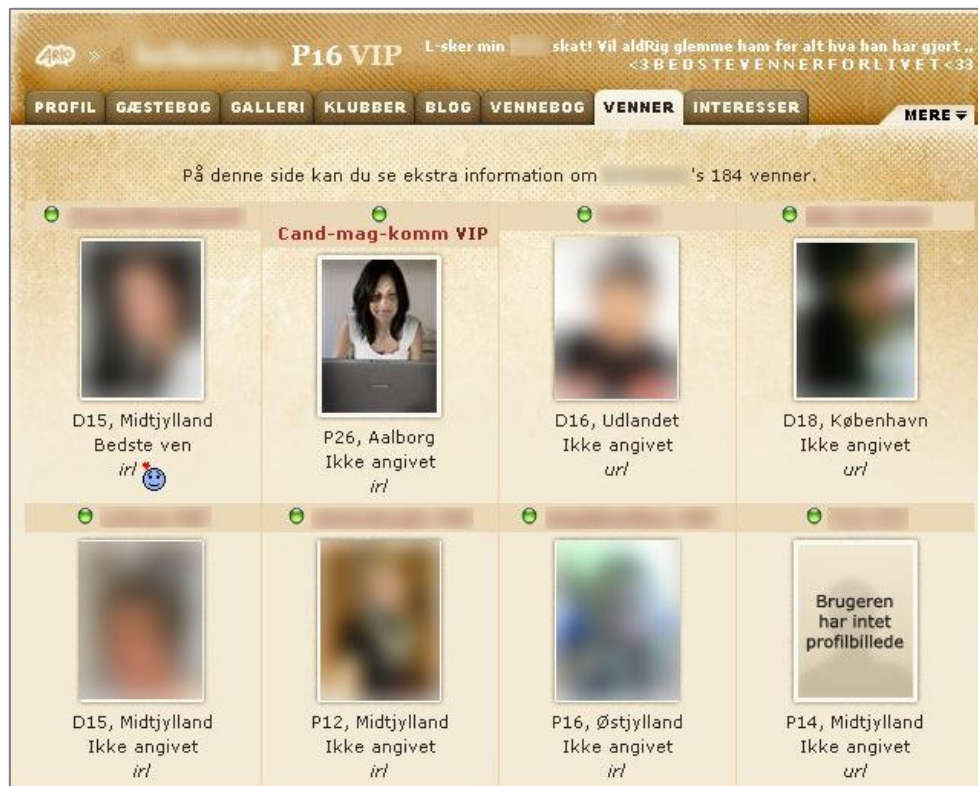 ARTO » P16 VIP
L-sker min skat! Vil aldRig glemme ham for alt hva han har gjort ,,
<3 B E D S T E V E N N E R F O R L I V E T <33
PROFIL GÆSTEBOG GALLERI KLUBBER BLOG VENNEBOG VENNER INTERESSER MERE
På denne side kan du se ekstra information om 's 184 venner.
Cand-mag-komm VIP
D15, Midtjylland
Bedste ven
irl
P26, Aalborg
Ikke angivet
irl
D16, Udlandet
Ikke angivet
url
D18, København
Ikke angivet
url
D15, Midtjylland
Ikke angivet
irl
P12, Midtjylland
Ikke angivet
irl
P16, Østjylland
Ikke angivet
irl
Brugeren
har intet
profilbillede
P14, Midtjylland
Ikke angivet
url